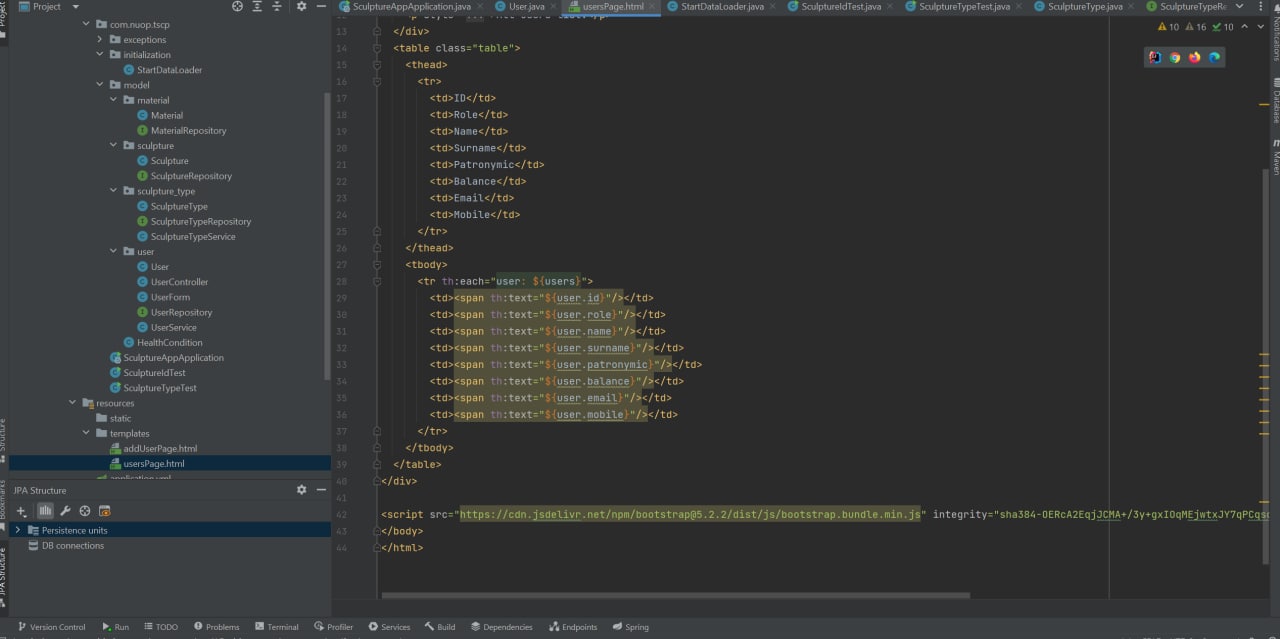 Project
SculptureAppApplication.java
User.java
usersPage.html
StartDataLoader.java
SculptureIdTest.java
SculptureTypeTest.java
SculptureType.java
SculptureTypeRe
com.nuop.tscp
exceptions
initialization
StartDataLoader
model
material
Material
MaterialRepository
sculpture
Sculpture
SculptureRepository
sculpture_type
SculptureType
SculptureTypeRepository
SculptureTypeService
user
User
UserController
UserForm
UserRepository
UserService
HealthCondition
SculptureAppApplication
SculptureIdTest
SculptureTypeTest
resources
static
templates
addUserPage.html
usersPage.html
application.yml
JPA Structure
Persistence units
DB connections
10 16 10
13 </div>
14 <table class="table">
15 <thead>
16 <tr>
17 <td>ID</td>
18 <td>Role</td>
19 <td>Name</td>
20 <td>Surname</td>
21 <td>Patronymic</td>
22 <td>Balance</td>
23 <td>Email</td>
24 <td>Mobile</td>
25 </tr>
26 </thead>
27 <tbody>
28 <tr th:each="user: ${users}">
29 <td><span th:text="${user.id}"/></td>
30 <td><span th:text="${user.role}"/></td>
31 <td><span th:text="${user.name}"/></td>
32 <td><span th:text="${user.surname}"/></td>
33 <td><span th:text="${user.patronymic}"/></td>
34 <td><span th:text="${user.balance}"/></td>
35 <td><span th:text="${user.email}"/></td>
36 <td><span th:text="${user.mobile}"/></td>
37 </tr>
38 </tbody>
39 </table>
40 </div>
41
42 <script src="https://cdn.jsdelivr.net/npm/bootstrap@5.2.2/dist/js/bootstrap.bundle.min.js" integrity="sha384-OERcA2EqjJCMA+/3y+gxIOqMEjwtxJY7qPCqsd
43 </body>
44 </html>
Notifications
Database
Maven
Project
Structure
Bookmarks
JPA Structure
Version Control
Run
TODO
Problems
Terminal
Profiler
Services
Build
Dependencies
Endpoints
Spring